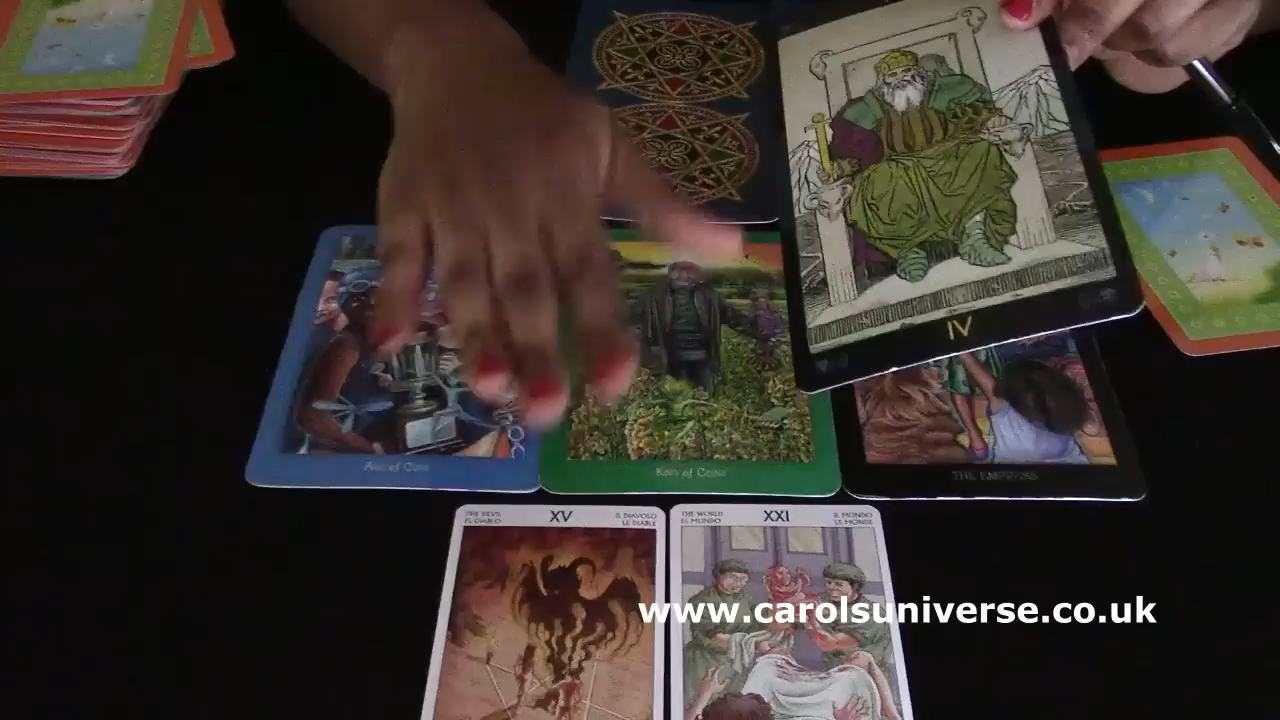 IV
Ace of Cups
King of Coins
THE EMPRESS
THE DEVIL
EL DIABLO
XV
IL DIAVOLO
LE DIABLE
THE WORLD
EL MUNDO
XXI
IL MONDO
LE MONDE
www.carolsuniverse.co.uk